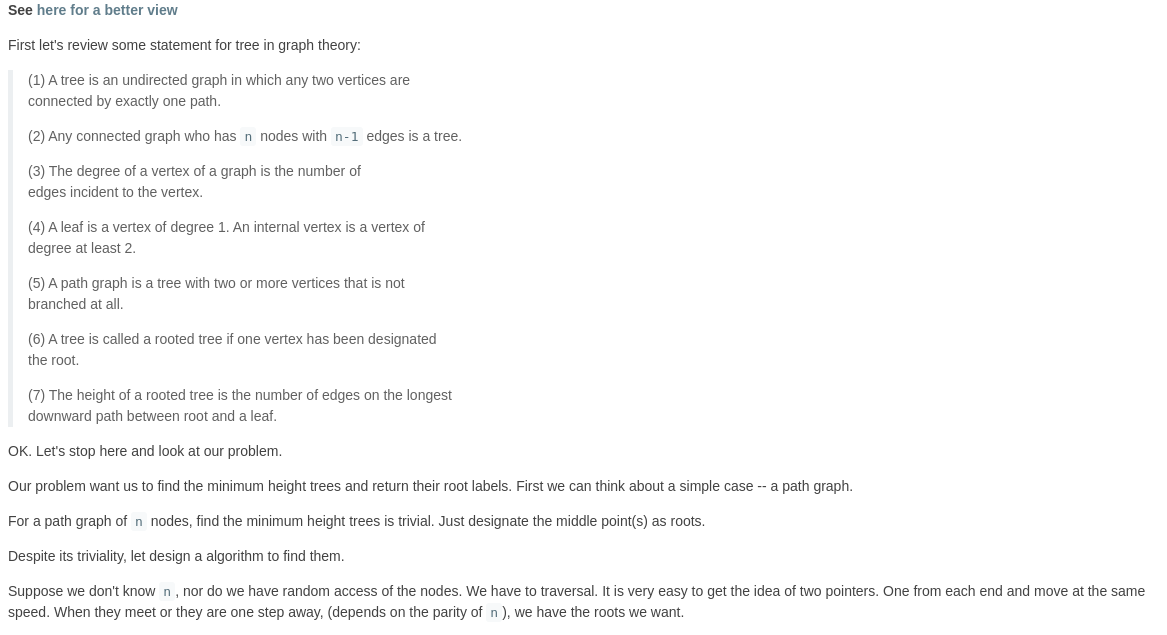 See here for a better view
First let's review some statement for tree in graph theory:
(1) A tree is an undirected graph in which any two vertices are
connected by exactly one path.
(2) Any connected graph who has n nodes with n-1 edges is a tree.
(3) The degree of a vertex of a graph is the number of
edges incident to the vertex.
(4) A leaf is a vertex of degree 1. An internal vertex is a vertex of
degree at least 2.
(5) A path graph is a tree with two or more vertices that is not
branched at all.
(6) A tree is called a rooted tree if one vertex has been designated
the root.
(7) The height of a rooted tree is the number of edges on the longest
downward path between root and a leaf.
OK. Let's stop here and look at our problem.
Our problem want us to find the minimum height trees and return their root labels. First we can think about a simple case -- a path graph.
For a path graph of n nodes, find the minimum height trees is trivial. Just designate the middle point(s) as roots.
Despite its triviality, let design a algorithm to find them.
Suppose we don't know n, nor do we have random access of the nodes. We have to traversal. It is very easy to get the idea of two pointers. One from each end and move at the same
speed. When they meet or they are one step away, (depends on the parity of n), we have the roots we want.